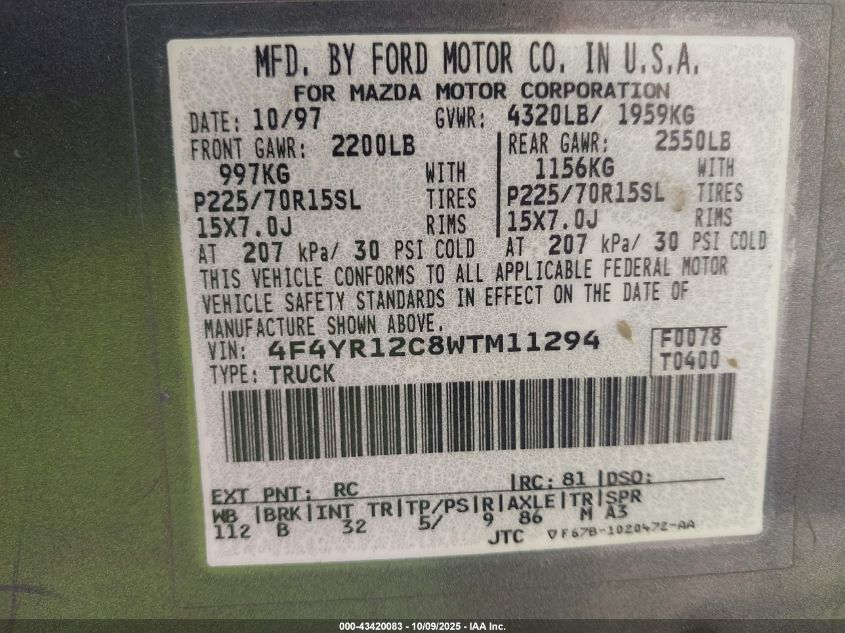 MFD. BY FORD MOTOR CO. IN U.S.A.
FOR MAZDA MOTOR CORPORATION
DATE: 10/97 GVWR: 4320LB/ 1959KG
FRONT GAWR: 2200LB REAR GAWR: 2550LB
997KG WITH 1156KG WITH
P225/70R15SL TIRES P225/70R15SL TIRES
15X7.0J RIMS 15X7.0J RIMS
AT 207 kPa/ 30 PSI COLD AT 207 kPa/ 30 PSI COLD
THIS VEHICLE CONFORMS TO ALL APPLICABLE FEDERAL MOTOR
VEHICLE SAFETY STANDARDS IN EFFECT ON THE DATE OF
MANUFACTURE SHOWN ABOVE.
VIN: 4F4YR12C8WTM11294 F0078
TYPE: TRUCK T0400
EXT PNT: RC |RC: 81 |DSO:
WB |BRK|INT TR|TP/PS|R|AXLE|TR|SPR
112 B 32 5/ 9 86 M A3
JTC ▽F67B-1020472-AA
000-43420083 - 10/09/2025 - IAA, Inc.